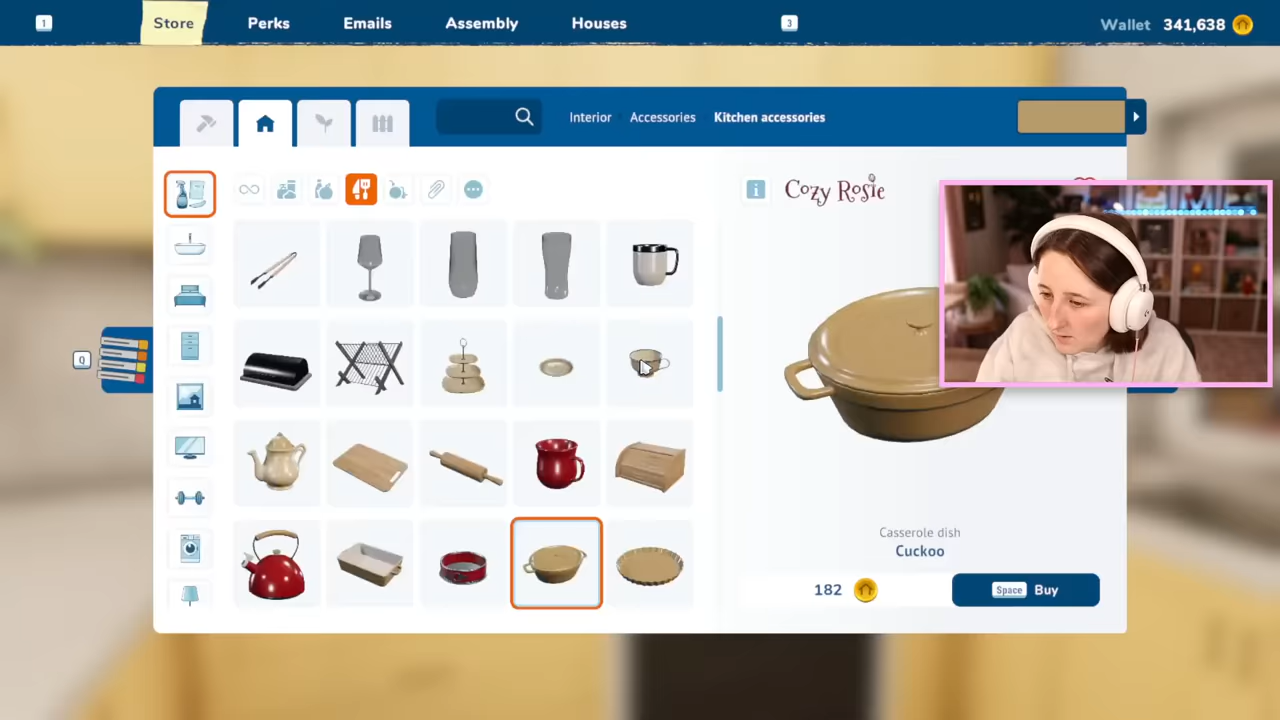 1 Store Perks Emails Assembly Houses 3 Wallet 341,638
Interior Accessories Kitchen accessories
Cozy Rosie
Q
Casserole dish
Cuckoo
182 Space Buy